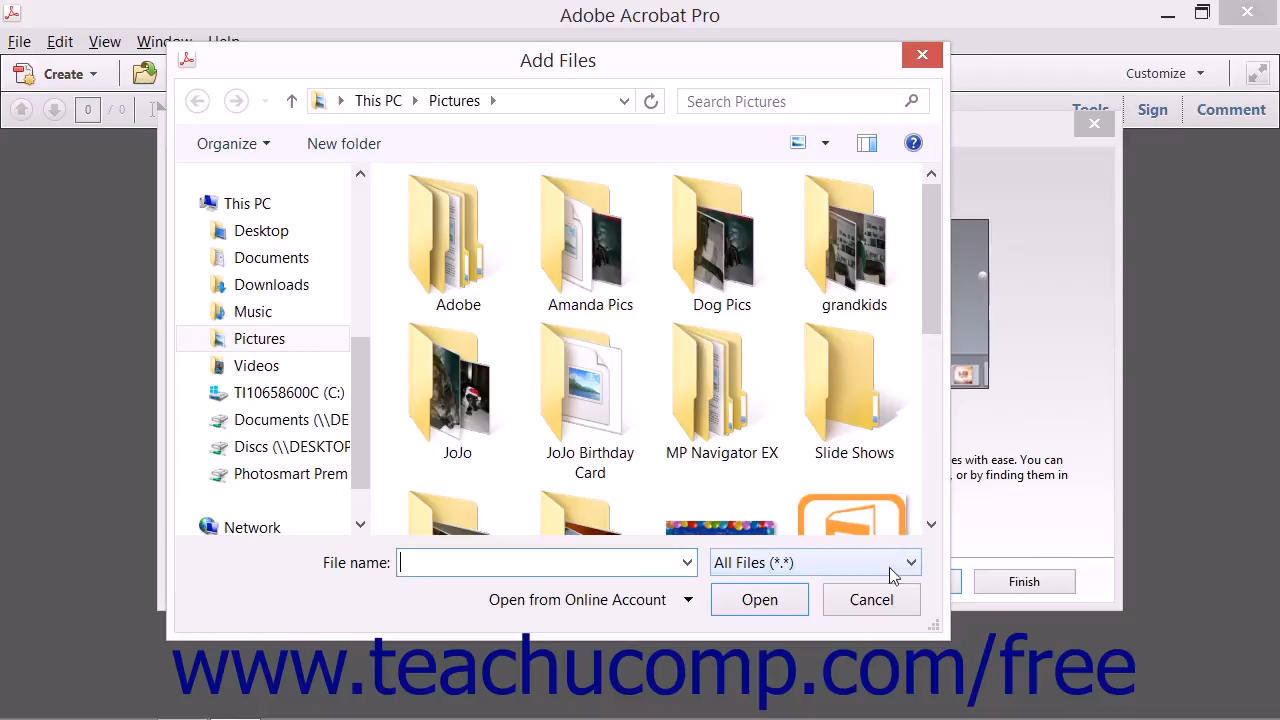 Adobe Acrobat Pro
File Edit View Window Help
Create
Customize
0 / 0
Tools Sign Comment
Add Files
This PC Pictures
Search Pictures
Organize New folder
This PC
Desktop
Documents
Downloads
Music
Pictures
Videos
TI10658600C (C:)
Documents (\\DE
Discs (\\DESKTOP
Photosmart Prem
Network
Adobe
Amanda Pics
Dog Pics
grandkids
JoJo
JoJo Birthday
Card
MP Navigator EX
Slide Shows
es with ease. You can
, or by finding them in
File name:
All Files (*.*)
Open from Online Account
Open
Cancel
Finish
www.teachucomp.com/free